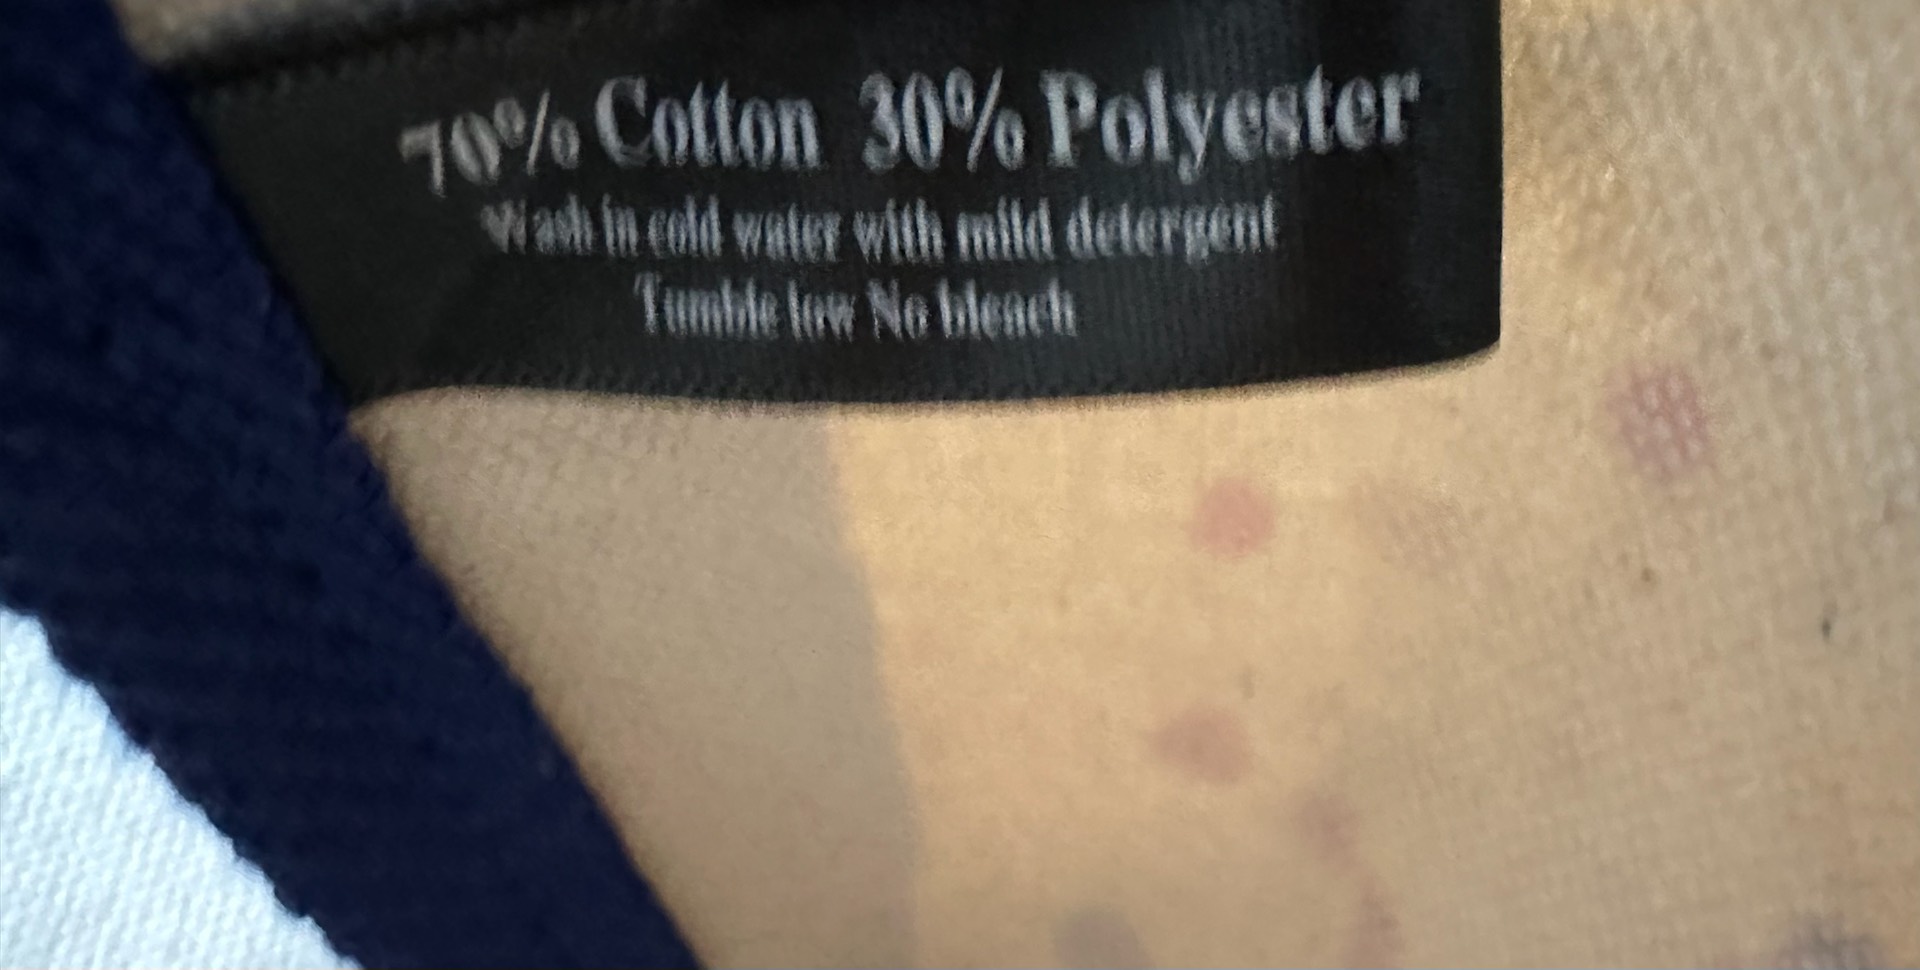 70% Cotton 30% Polyester
Wash in cold water with mild detergent
Tumble low No bleach